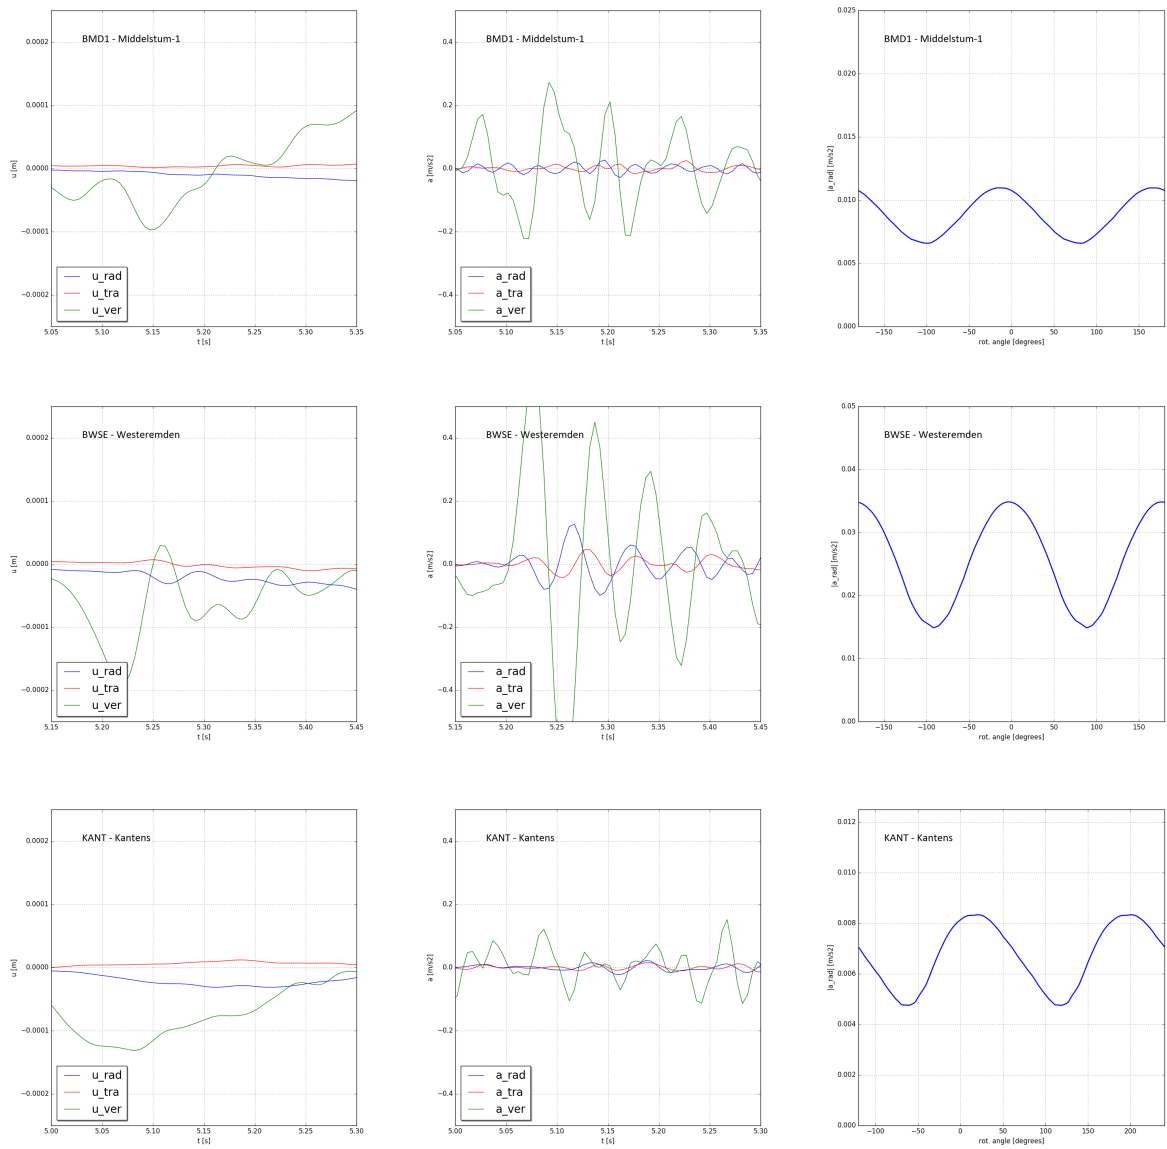 BMD1 - Middelstum-1
0.0002
0.0001
0.0000
−0.0001
−0.0002
u [m]
u_rad
u_tra
u_ver
5.05 5.10 5.15 5.20 5.25 5.30 5.35
t [s]
BMD1 - Middelstum-1
0.4
0.2
0.0
−0.2
−0.4
a [m/s2]
a_rad
a_tra
a_ver
5.05 5.10 5.15 5.20 5.25 5.30 5.35
t [s]
BMD1 - Middelstum-1
0.025
0.020
0.015
0.010
0.005
0.000
|a_rad| [m/s2]
−150 −100 −50 0 50 100 150
rot. angle [degrees]
BWSE - Westeremden
0.0002
0.0001
0.0000
−0.0001
−0.0002
u [m]
u_rad
u_tra
u_ver
5.15 5.20 5.25 5.30 5.35 5.40 5.45
t [s]
BWSE - Westeremden
0.4
0.2
0.0
−0.2
−0.4
a [m/s2]
a_rad
a_tra
a_ver
5.15 5.20 5.25 5.30 5.35 5.40 5.45
t [s]
BWSE - Westeremden
0.05
0.04
0.03
0.02
0.01
0.00
|a_rad| [m/s2]
−150 −100 −50 0 50 100 150
rot. angle [degrees]
KANT - Kantens
0.0002
0.0001
0.0000
−0.0001
−0.0002
u [m]
u_rad
u_tra
u_ver
5.00 5.05 5.10 5.15 5.20 5.25 5.30
t [s]
KANT - Kantens
0.4
0.2
0.0
−0.2
−0.4
a [m/s2]
a_rad
a_tra
a_ver
5.00 5.05 5.10 5.15 5.20 5.25 5.30
t [s]
KANT - Kantens
0.012
0.010
0.008
0.006
0.004
0.002
0.000
|a_rad| [m/s2]
−100 −50 0 50 100 150 200
rot. angle [degrees]